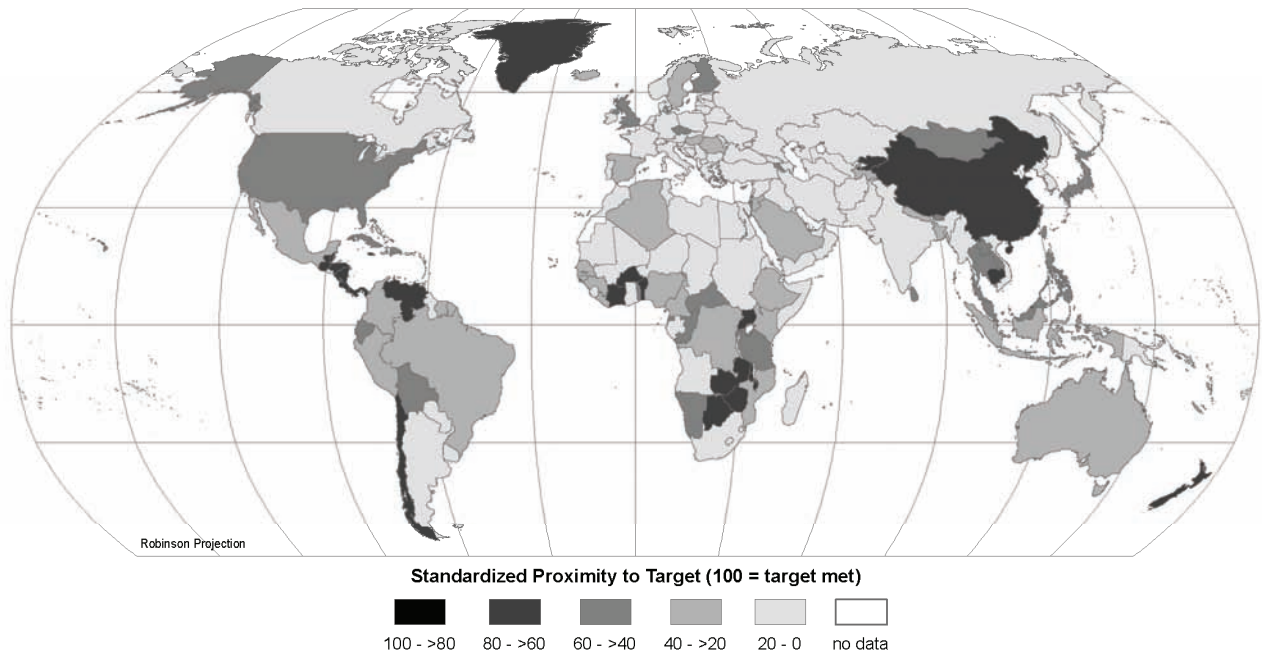 Robinson Projection
Standardized Proximity to Target (100 = target met)
100 - >80 80 - >60 60 - >40 40 - >20 20 - 0 no data